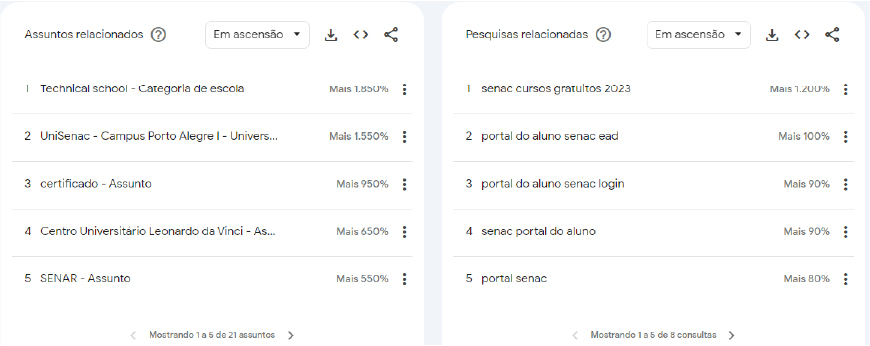 Assuntos relacionados
Em ascensão
1 Technical school - Categoria de escola Mais 1.850%
2 UniSenac - Campus Porto Alegre I - Univers... Mais 1.550%
3 certificado - Assunto Mais 950%
4 Centro Universitário Leonardo da Vinci - As... Mais 650%
5 SENAR - Assunto Mais 550%
Mostrando 1 a 5 de 21 assuntos
Pesquisas relacionadas
Em ascensão
1 senac cursos gratuitos 2023 Mais 1.200%
2 portal do aluno senac ead Mais 100%
3 portal do aluno senac login Mais 90%
4 senac portal do aluno Mais 90%
5 portal senac Mais 80%
Mostrando 1 a 5 de 8 consultas